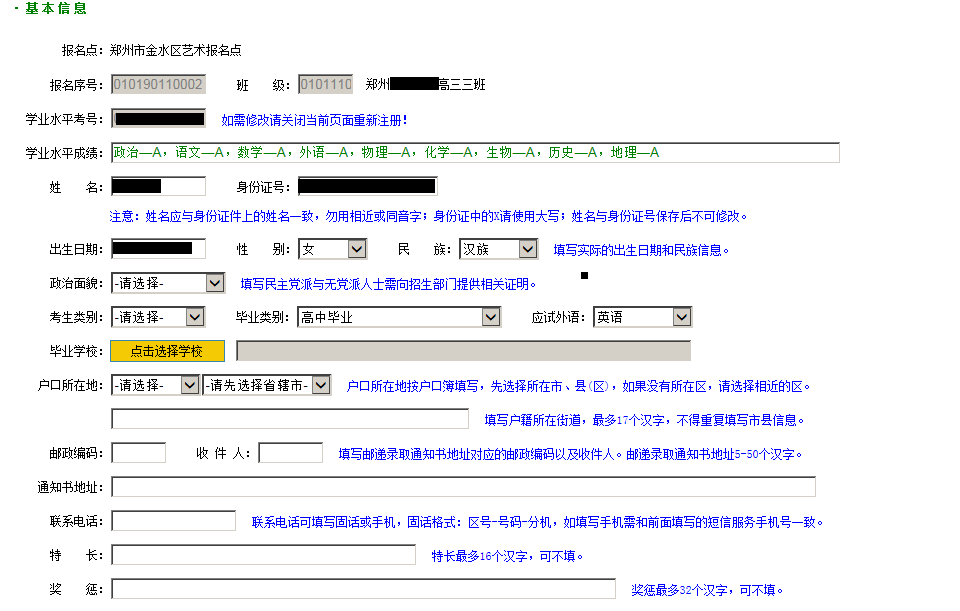 · 基本信息
报名点：郑州市金水区艺术报名点
报名序号：010190110002 班 级：0101110 郑州 高三三班
学业水平考号： 如需修改请关闭当前页面重新注册！
学业水平成绩：政治—A，语文—A，数学—A，外语—A，物理—A，化学—A，生物—A，历史—A，地理—A
姓 名： 身份证号：
注意：姓名应与身份证件上的姓名一致，勿用相近或同音字；身份证中的X请使用大写；姓名与身份证号保存后不可修改。
出生日期： 性 别：女 民 族：汉族 填写实际的出生日期和民族信息。
政治面貌：-请选择- 填写民主党派与无党派人士需向招生部门提供相关证明。
考生类别：-请选择- 毕业类别：高中毕业 应试外语：英语
毕业学校：点击选择学校
户口所在地：-请选择- -请先选择省辖市- 户口所在地按户口簿填写，先选择所在市、县(区)，如果没有所在区，请选择相近的区。
填写户籍所在街道，最多17个汉字，不得重复填写市县信息。
邮政编码： 收 件 人： 填写邮递录取通知书地址对应的邮政编码以及收件人。邮递录取通知书地址5-50个汉字。
通知书地址：
联系电话： 联系电话可填写固话或手机，固话格式：区号-号码-分机，如填写手机需和前面填写的短信服务手机号一致。
特 长： 特长最多16个汉字，可不填。
奖 惩： 奖惩最多32个汉字，可不填。